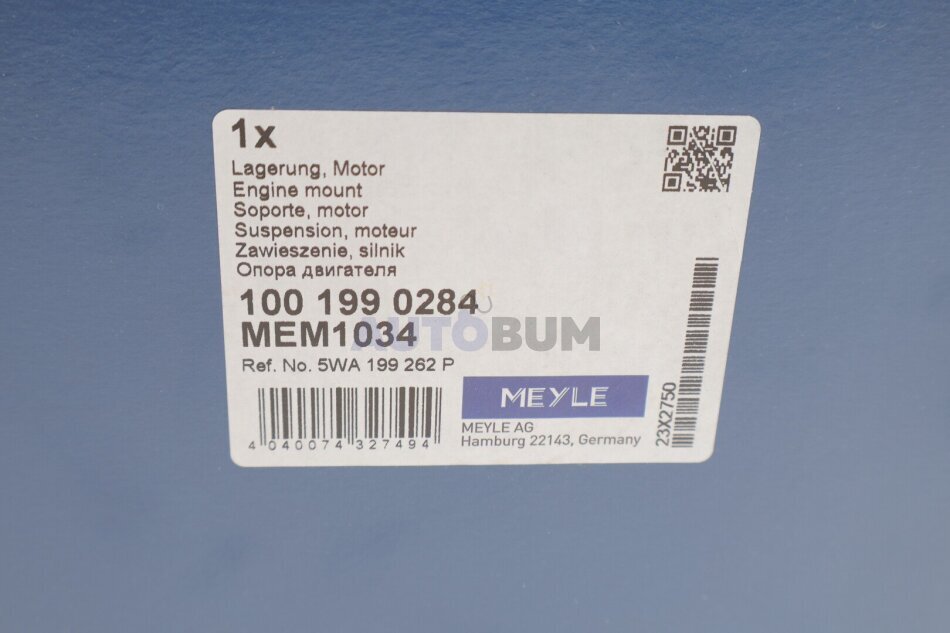 1x
Lagerung, Motor
Engine mount
Soporte, motor
Suspension, moteur
Zawieszenie, silnik
Опора двигателя
100 199 0284
MEM1034
AUTOBUM
Ref. No. 5WA 199 262 P
4 040074 327494
MEYLE
MEYLE AG
Hamburg 22143, Germany
23X2750